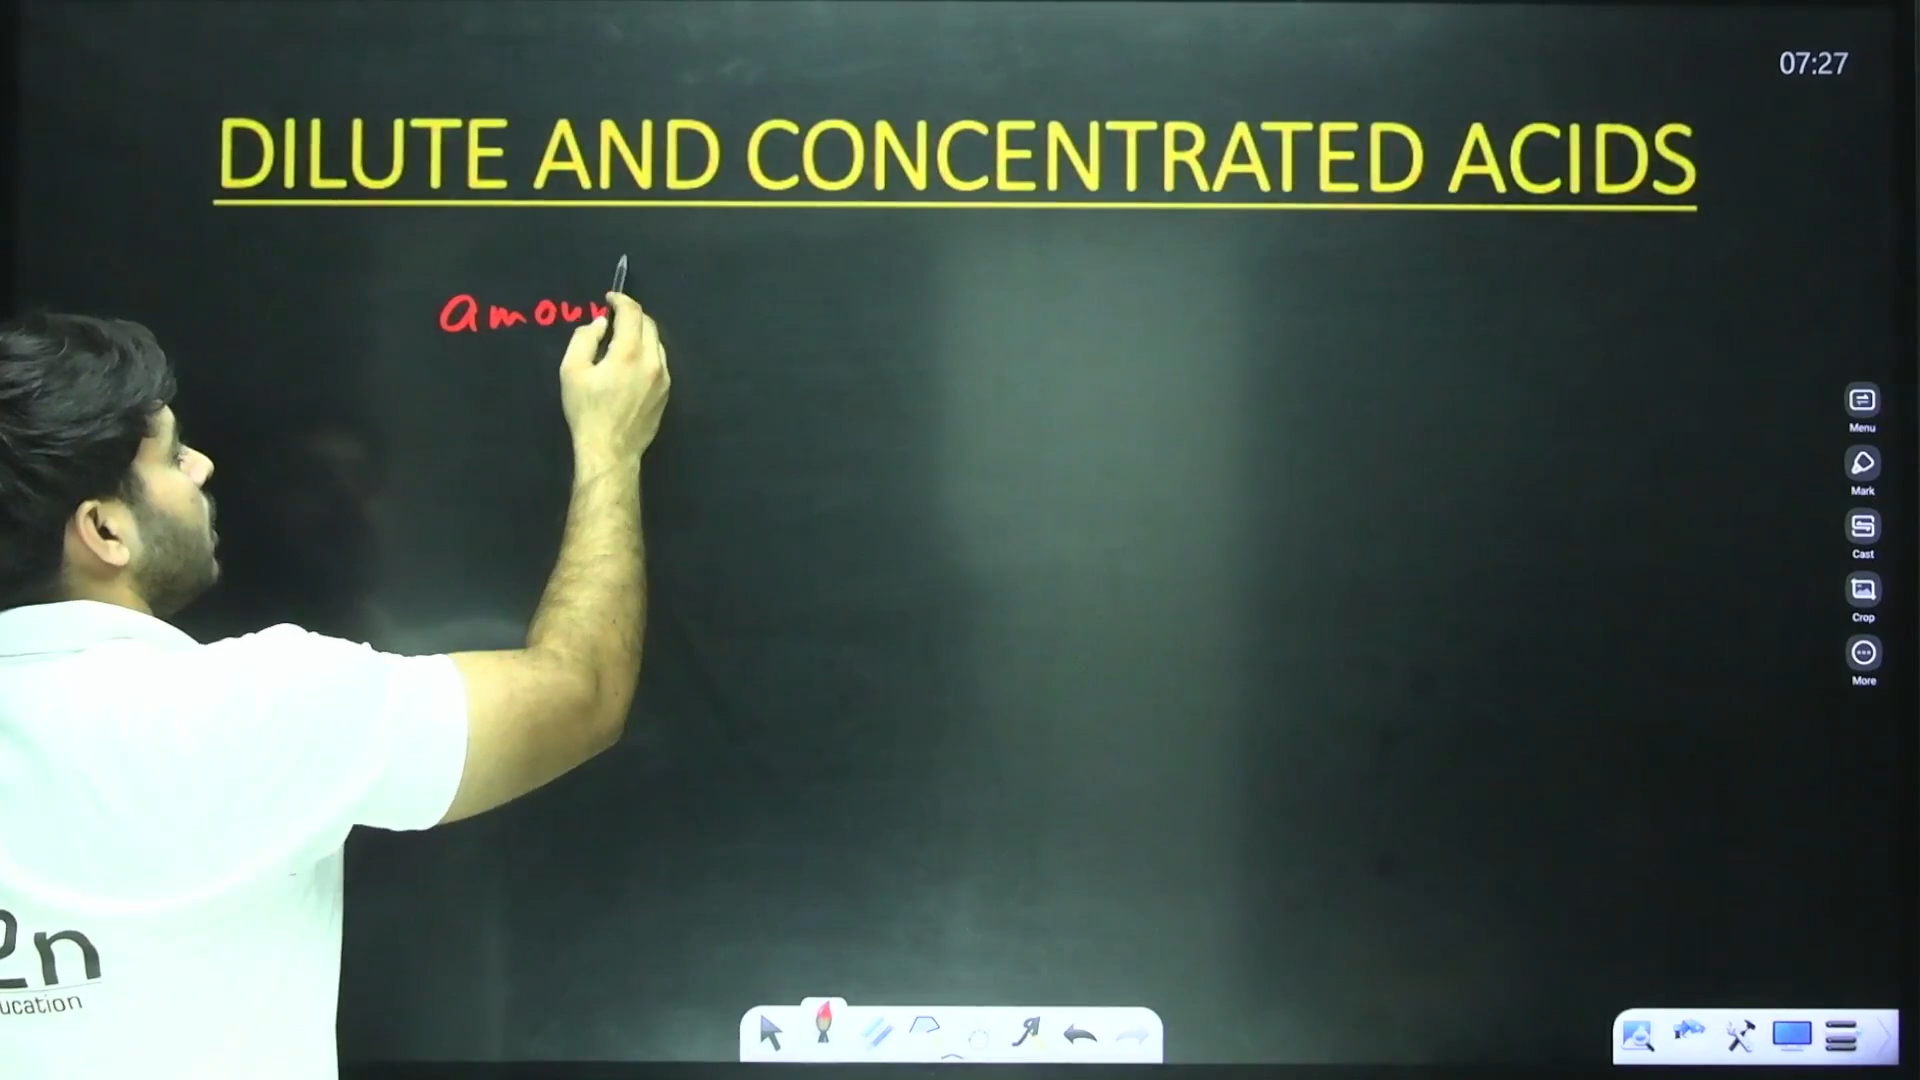 07:27
DILUTE AND CONCENTRATED ACIDS
amoun
Menu
Mark
Cast
Crop
More
2n
ucation